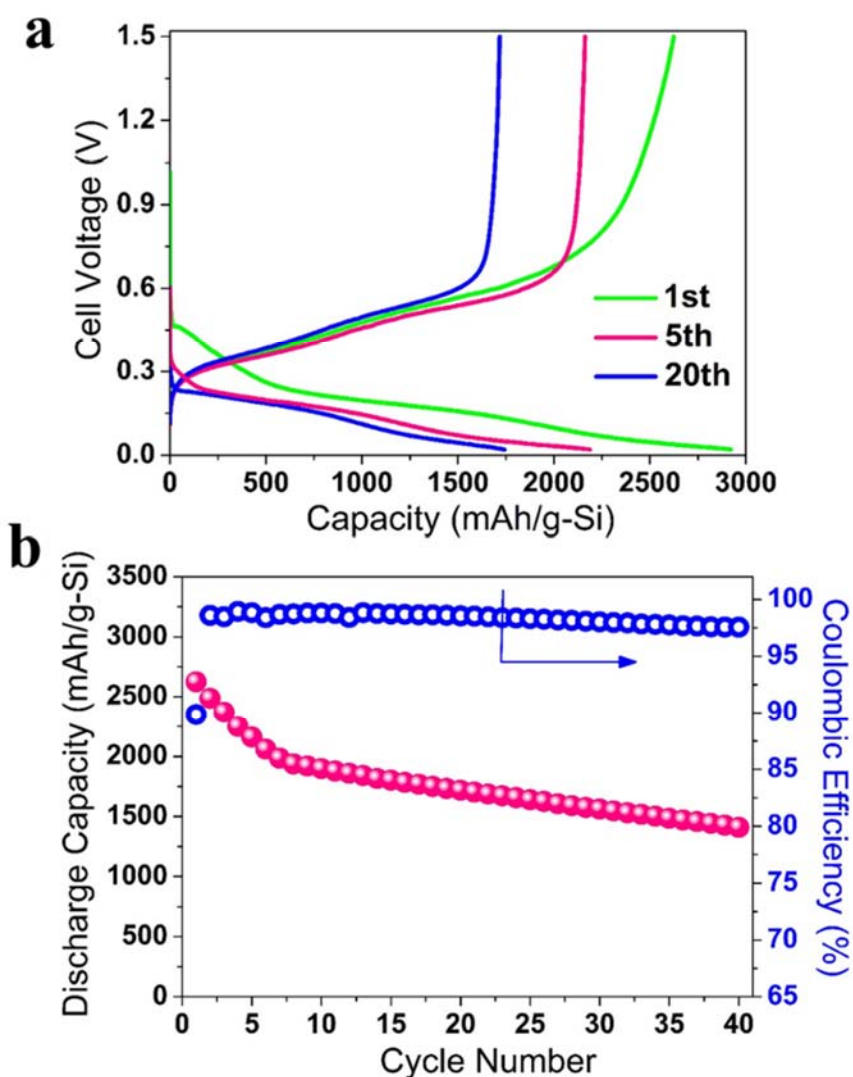 a
Cell Voltage (V)
1.5
1.2
0.9
0.6
0.3
0.0
1st
5th
20th
0 500 1000 1500 2000 2500 3000
Capacity (mAh/g-Si)
b
Discharge Capacity (mAh/g-Si)
3500
3000
2500
2000
1500
1000
500
0
100
95
90
85
80
75
70
65
Coulombic Efficiency (%)
0 5 10 15 20 25 30 35 40
Cycle Number